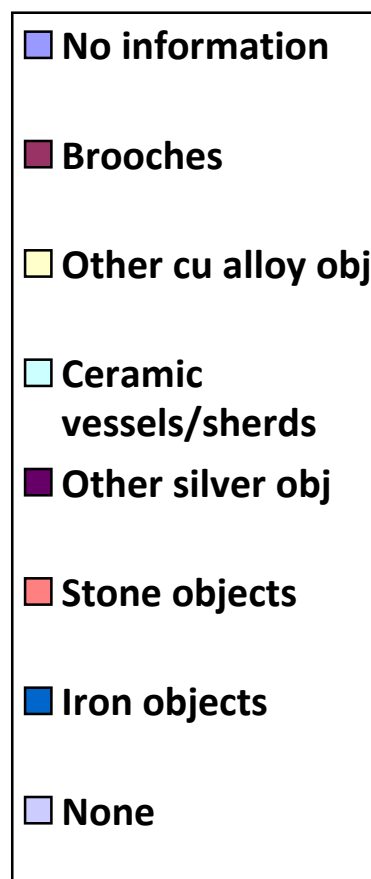 No information
Brooches
Other cu alloy obj
Ceramic
vessels/sherds
Other silver obj
Stone objects
Iron objects
None